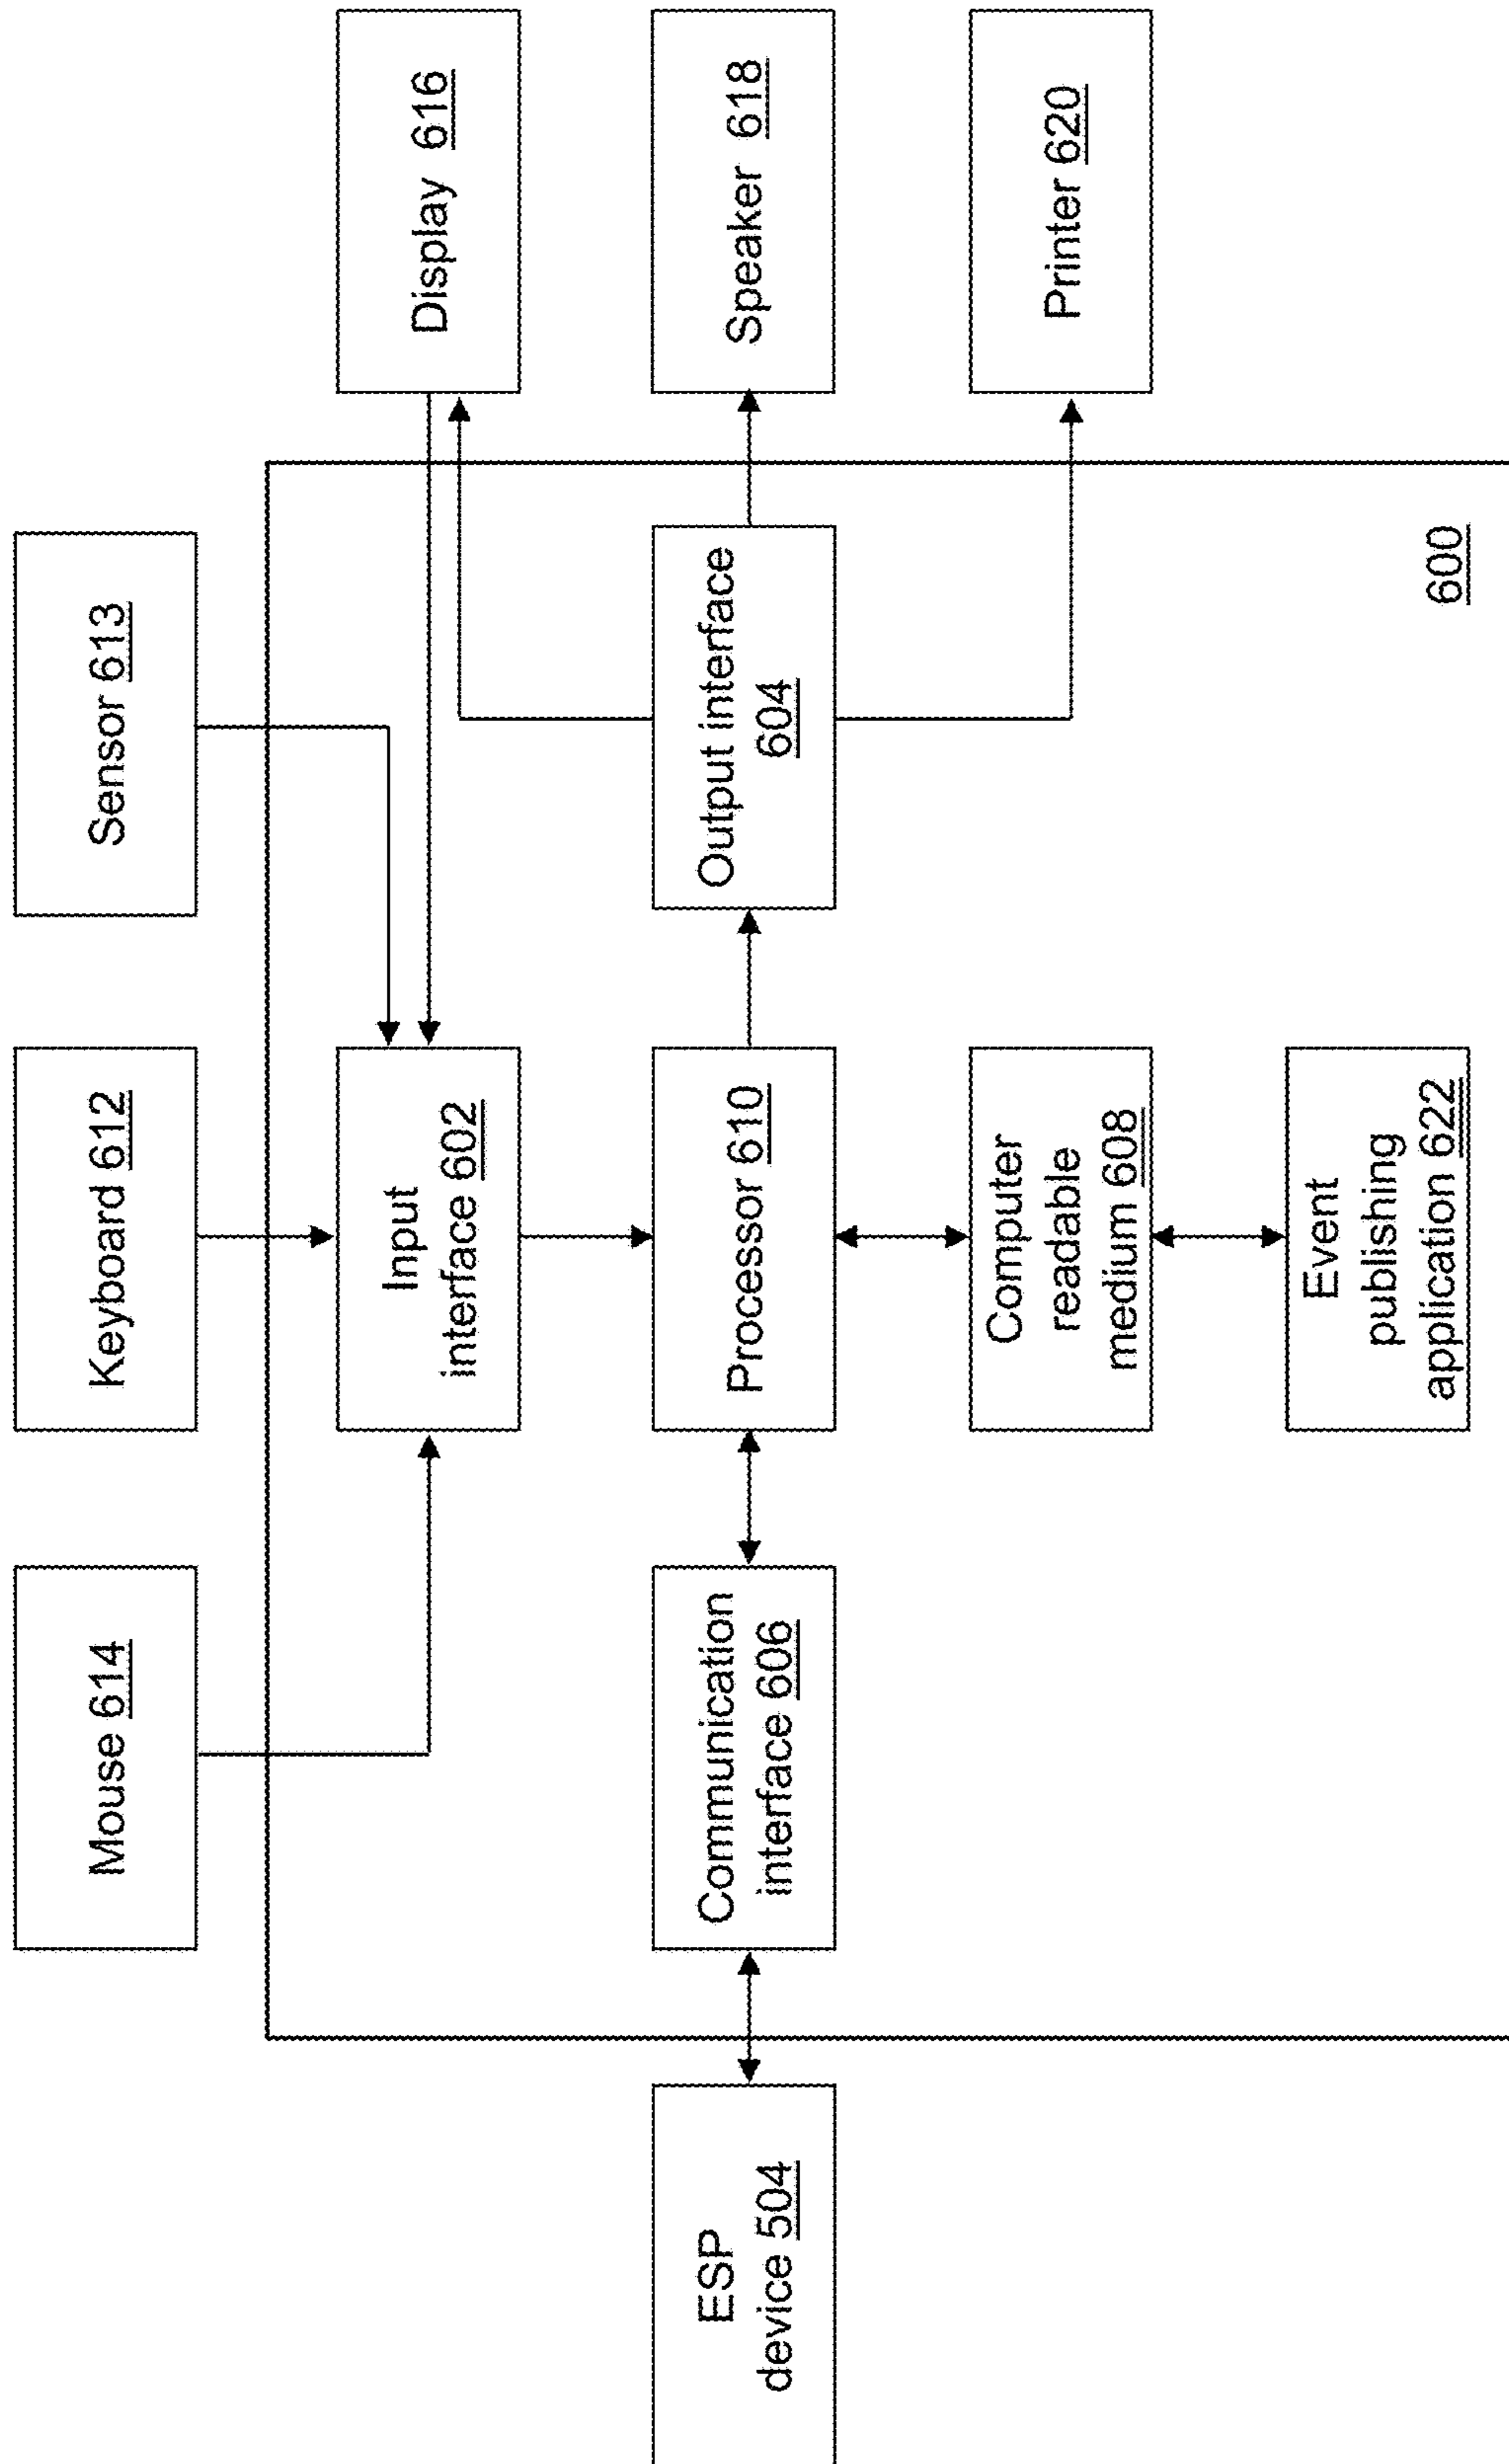 Mouse 614
Keyboard 612
Sensor 613
Input
interface 602
Display 616
ESP
device 504
Communication
interface 606
Processor 610
Output interface
604
Speaker 618
Computer
readable
medium 608
Printer 620
Event
publishing
application 622
600